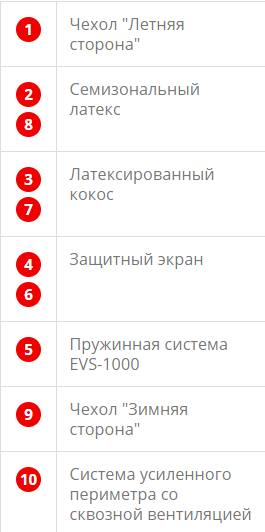 1
Чехол "Летняя
сторона"
2
8
Семизональный
латекс
3
7
Латексированный
кокос
4
6
Защитный экран
5
Пружинная система
EVS-1000
9
Чехол "Зимняя
сторона"
10
Система усиленного
периметра со
сквозной вентиляцией